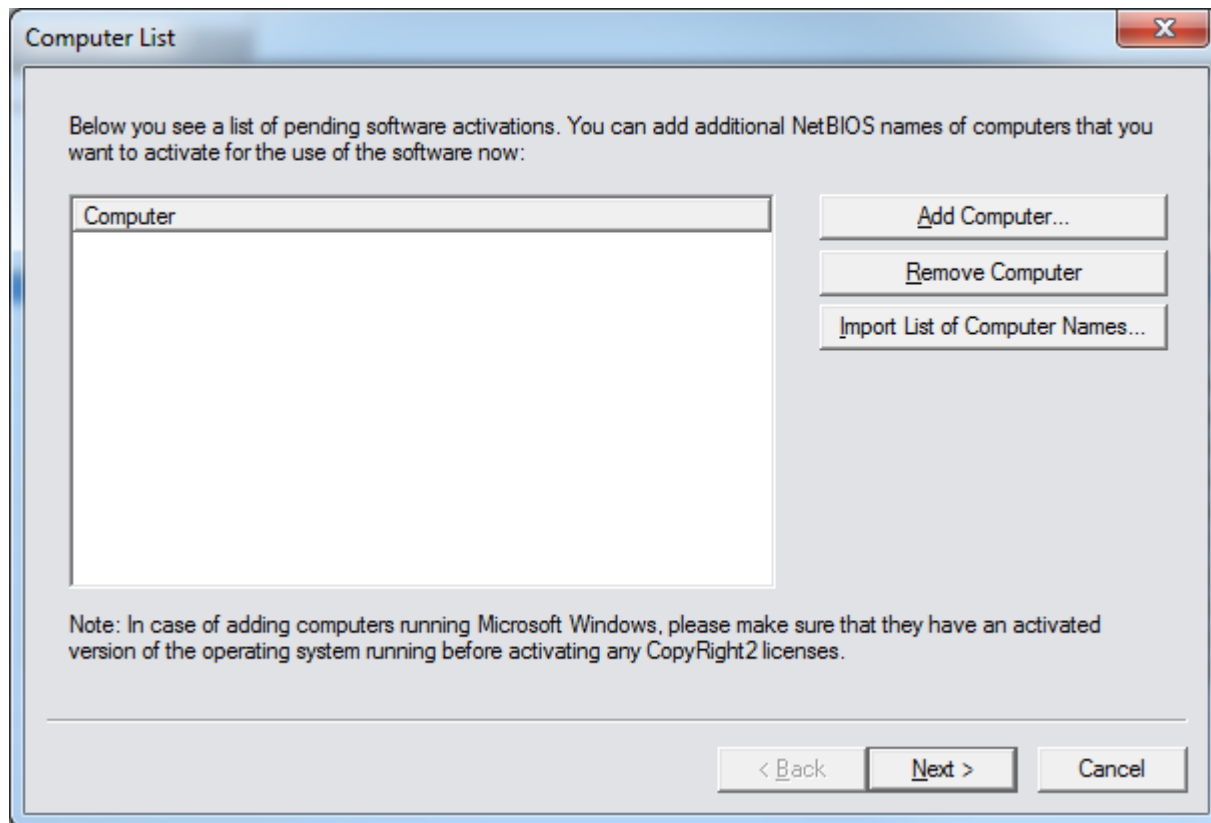 Computer List
Below you see a list of pending software activations. You can add additional NetBIOS names of computers that you
want to activate for the use of the software now:
Computer
Add Computer...
Remove Computer
Import List of Computer Names...
Note: In case of adding computers running Microsoft Windows, please make sure that they have an activated
version of the operating system running before activating any CopyRight2 licenses.
< Back
Next >
Cancel